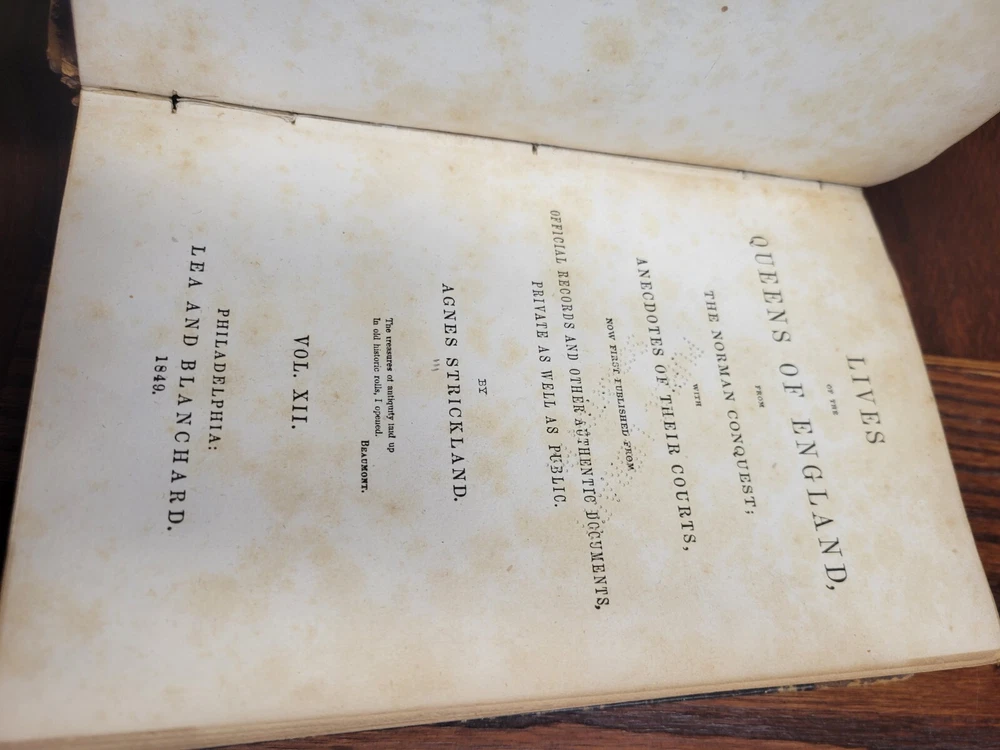 LIVES
OF THE
QUEENS OF ENGLAND,
FROM
THE NORMAN CONQUEST;
WITH
ANECDOTES OF THEIR COURTS,
NOW FIRST PUBLISHED FROM
OFFICIAL RECORDS AND OTHER AUTHENTIC DOCUMENTS,
PRIVATE AS WELL AS PUBLIC.
BY
AGNES STRICKLAND.
The treasures of antiquity laid up
In old historic rolls, I opened.
BEAUMONT.
VOL. XII.
PHILADELPHIA:
LEA AND BLANCHARD.
1849.